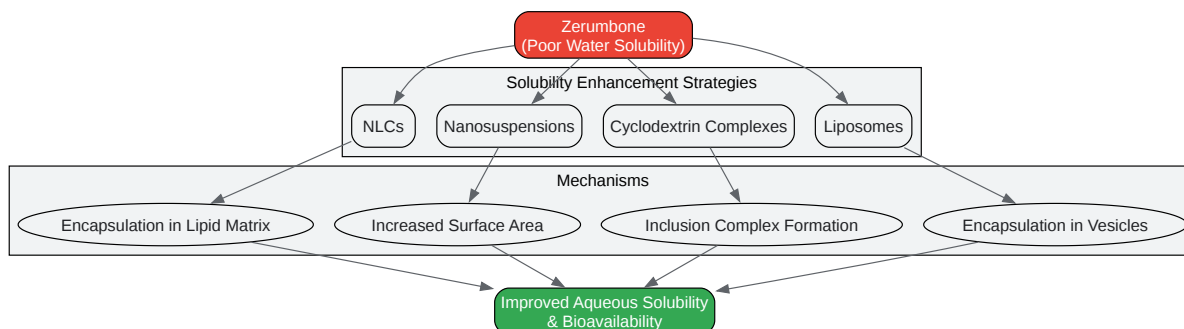 Zerumbone
(Poor Water Solubility)
Solubility Enhancement Strategies
NLCs
Nanosuspensions
Cyclodextrin Complexes
Liposomes
Mechanisms
Encapsulation in Lipid Matrix
Increased Surface Area
Inclusion Complex Formation
Encapsulation in Vesicles
Improved Aqueous Solubility
& Bioavailability